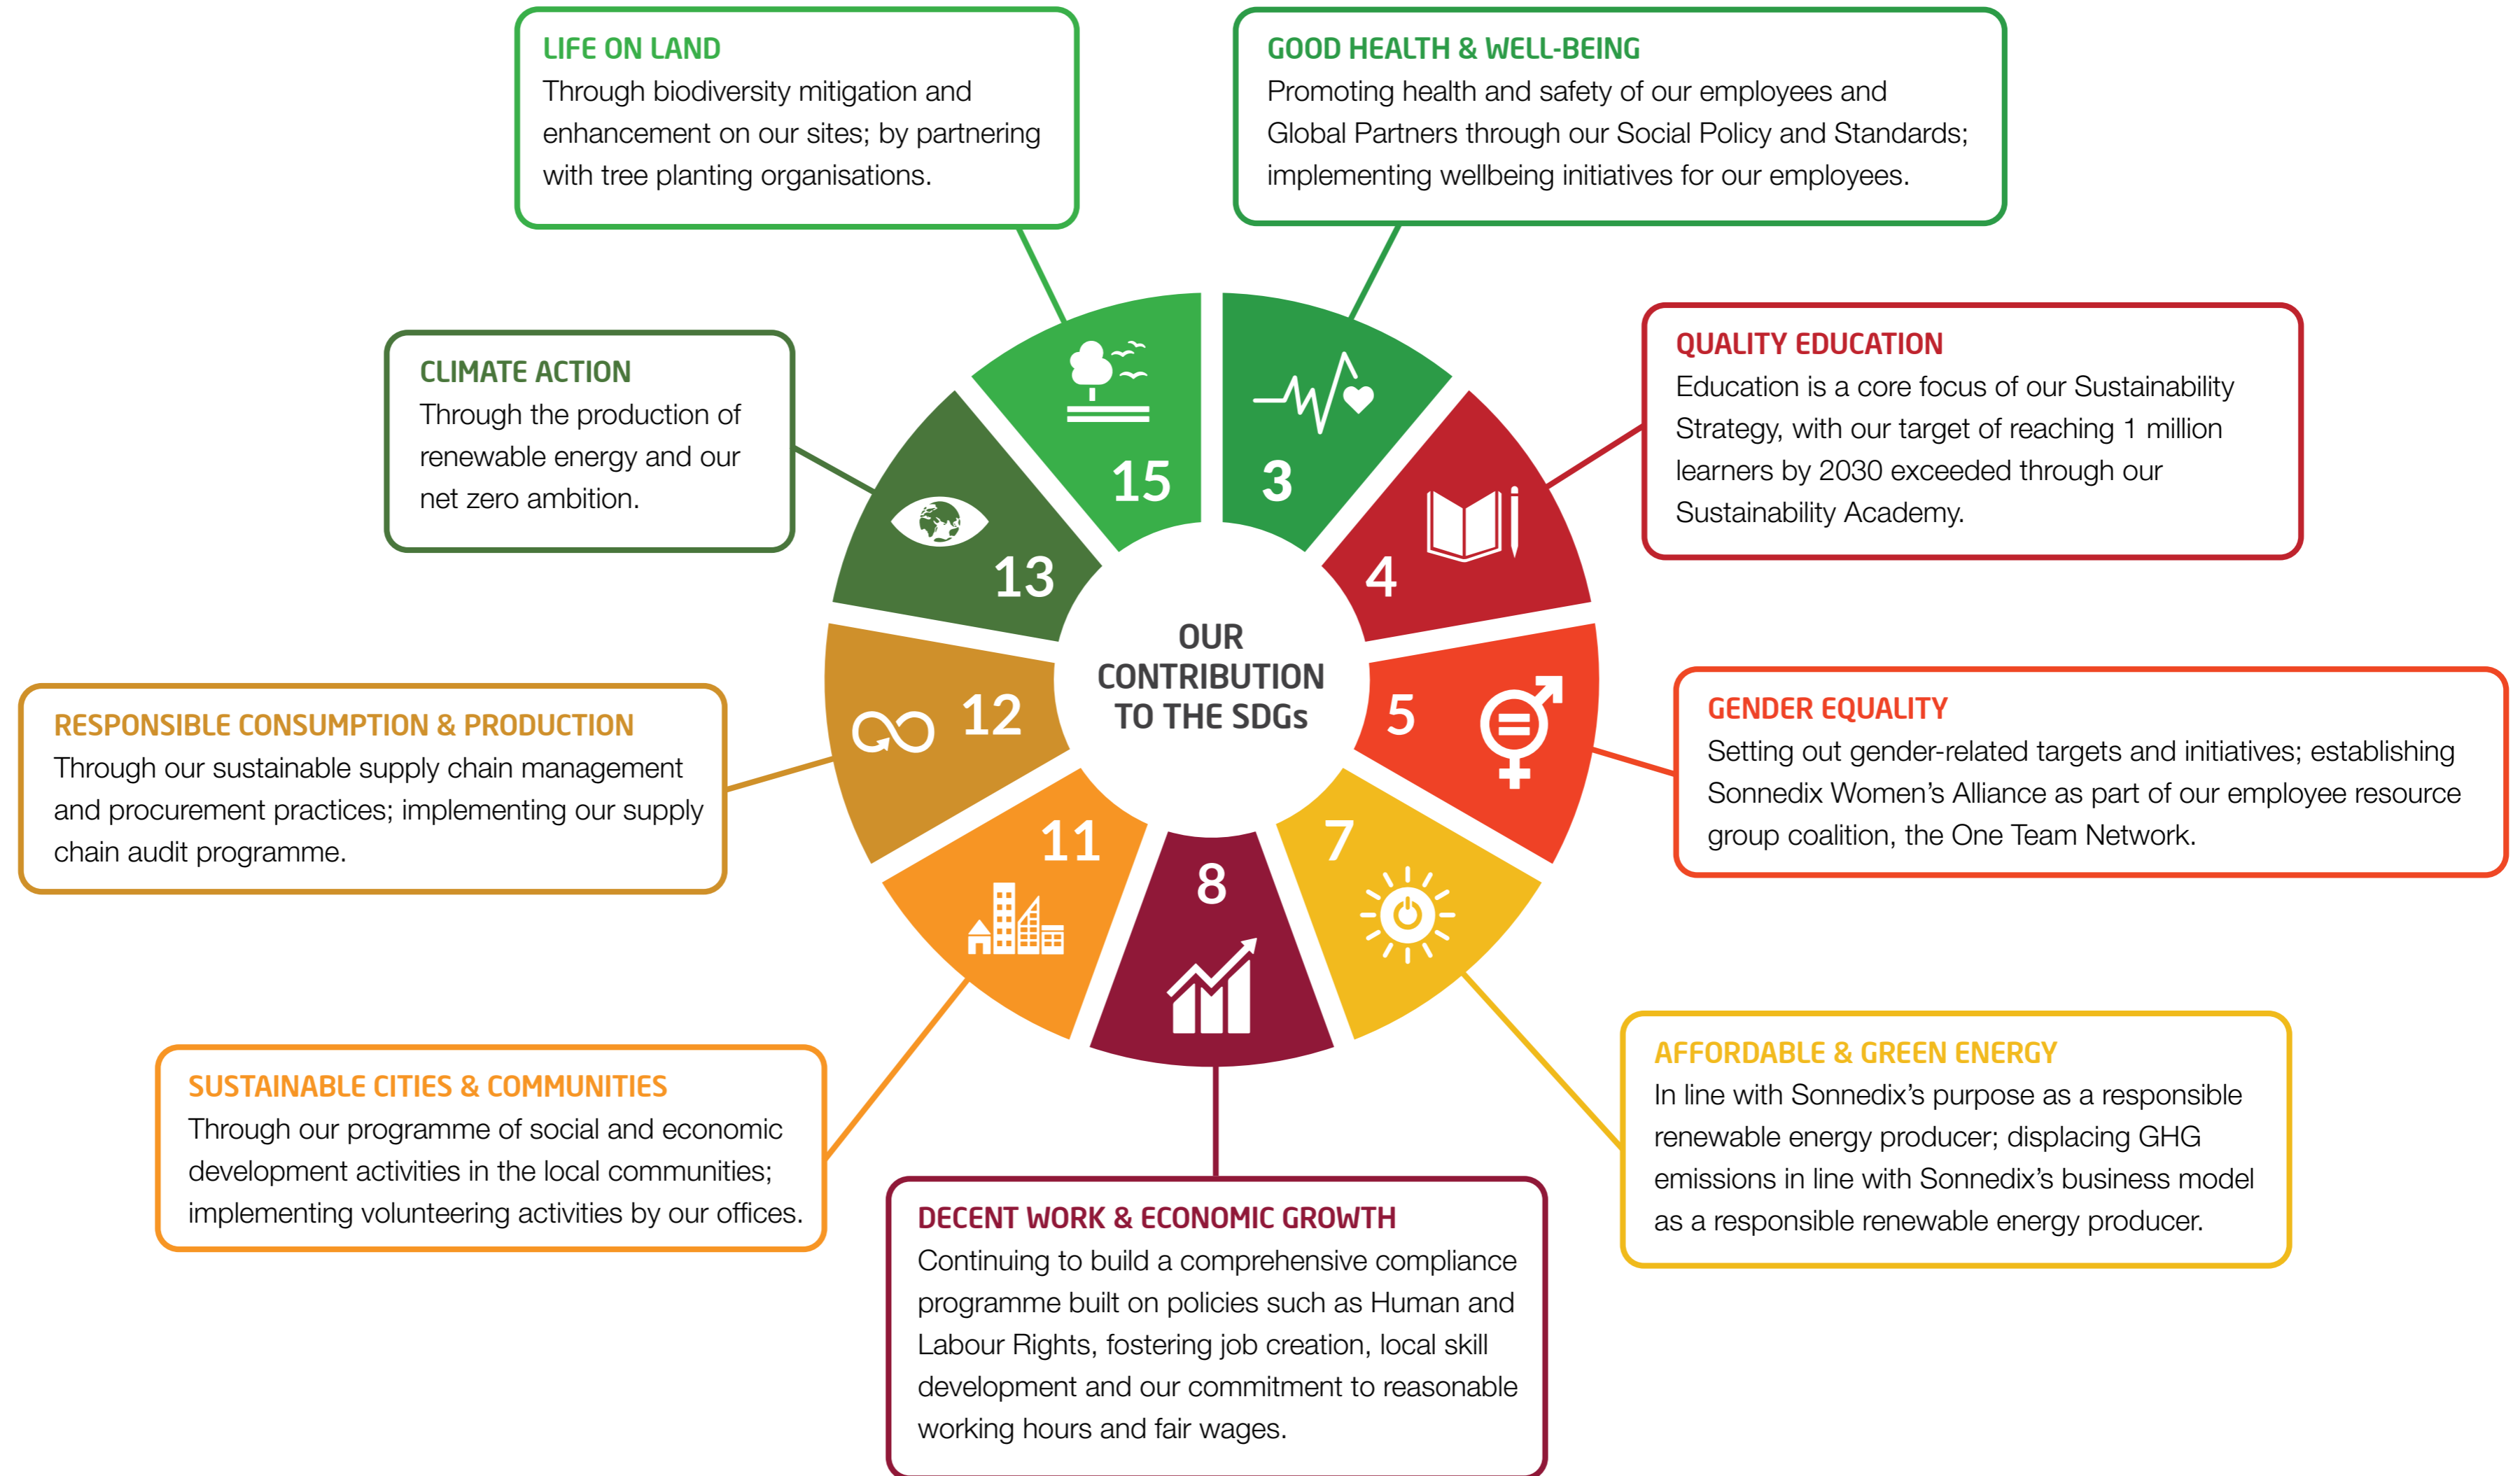 LIFE ON LAND
Through biodiversity mitigation and
enhancement on our sites; by partnering
with tree planting organisations.
GOOD HEALTH & WELL-BEING
Promoting health and safety of our employees and
Global Partners through our Social Policy and Standards;
implementing wellbeing initiatives for our employees.
CLIMATE ACTION
Through the production of
renewable energy and our
net zero ambition.
QUALITY EDUCATION
Education is a core focus of our Sustainability
Strategy, with our target of reaching 1 million
learners by 2030 exceeded through our
Sustainability Academy.
15
3
13
4
OUR
CONTRIBUTION
TO THE SDGs
12
5
11
7
8
RESPONSIBLE CONSUMPTION & PRODUCTION
Through our sustainable supply chain management
and procurement practices; implementing our supply
chain audit programme.
GENDER EQUALITY
Setting out gender-related targets and initiatives; establishing
Sonnedix Women’s Alliance as part of our employee resource
group coalition, the One Team Network.
SUSTAINABLE CITIES & COMMUNITIES
Through our programme of social and economic
development activities in the local communities;
implementing volunteering activities by our offices.
AFFORDABLE & GREEN ENERGY
In line with Sonnedix’s purpose as a responsible
renewable energy producer; displacing GHG
emissions in line with Sonnedix’s business model
as a responsible renewable energy producer.
DECENT WORK & ECONOMIC GROWTH
Continuing to build a comprehensive compliance
programme built on policies such as Human and
Labour Rights, fostering job creation, local skill
development and our commitment to reasonable
working hours and fair wages.